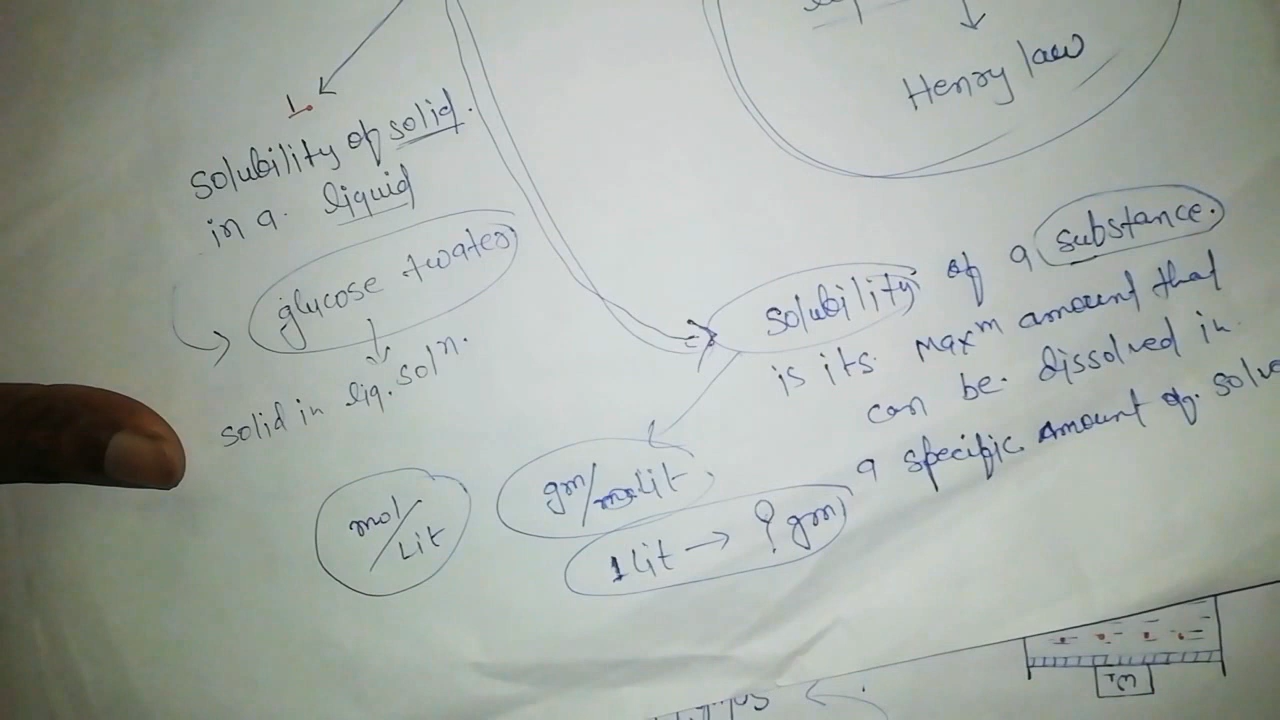 Henry law
1.
Solubility of solid.
in a. liquid
glucose + water
solid in liq. solⁿ.
Solubility of a substance.
is its. Maxᵐ amount that
can be. dissolved in
a specific. Amount of. solve
gm/Lit.
mol/Lit
1 Lit → ? gm